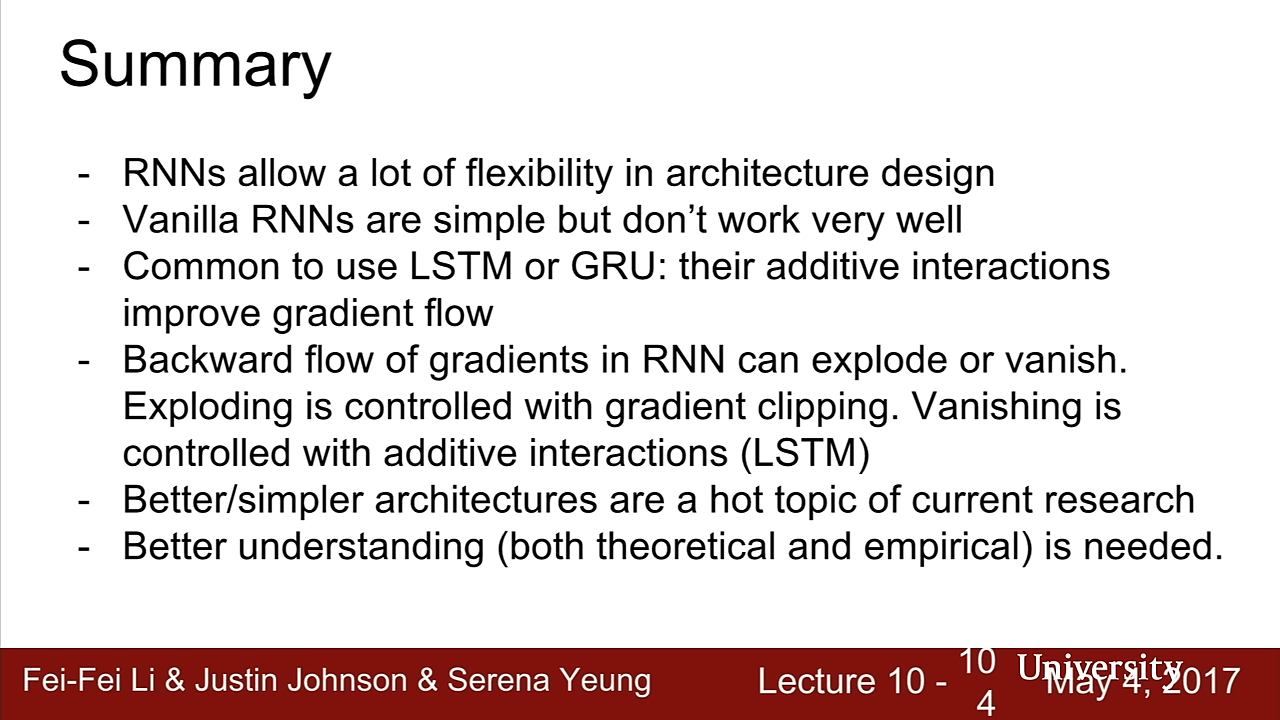 Summary
- RNNs allow a lot of flexibility in architecture design
- Vanilla RNNs are simple but don’t work very well
- Common to use LSTM or GRU: their additive interactions
improve gradient flow
- Backward flow of gradients in RNN can explode or vanish.
Exploding is controlled with gradient clipping. Vanishing is
controlled with additive interactions (LSTM)
- Better/simpler architectures are a hot topic of current research
- Better understanding (both theoretical and empirical) is needed.
Fei-Fei Li & Justin Johnson & Serena Yeung
Lecture 10 -
10
4
University
May 4, 2017